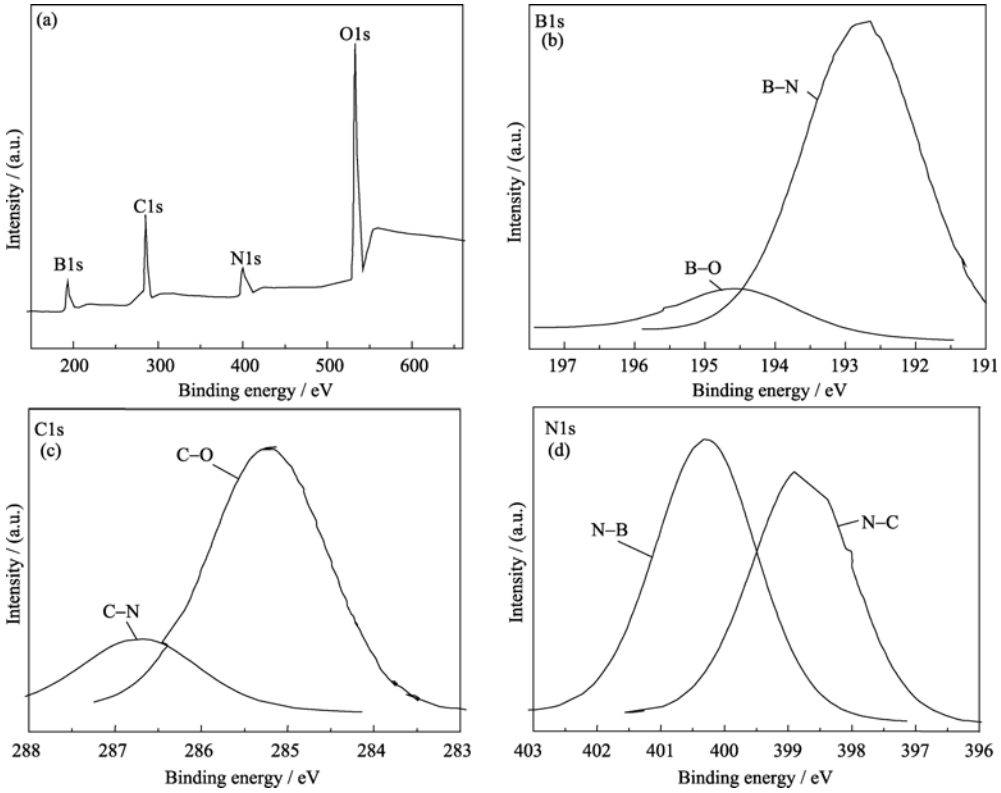 (a)
O1s
C1s
B1s
N1s
Intensity / (a.u.)
200 300 400 500 600
Binding energy / eV
B1s
(b)
B–N
B–O
Intensity / (a.u.)
197 196 195 194 193 192 191
Binding energy / eV
C1s
(c)
C–O
C–N
Intensity / (a.u.)
288 287 286 285 284 283
Binding energy / eV
N1s
(d)
N–B
N–C
Intensity / (a.u.)
403 402 401 400 399 398 397 396
Binding energy / eV